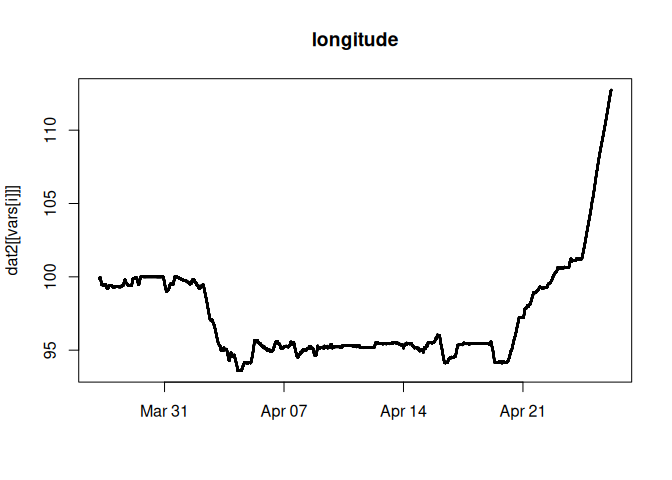 longitude
dat2[[vars[i]]]
110
105
100
95
Mar 31
Apr 07
Apr 14
Apr 21